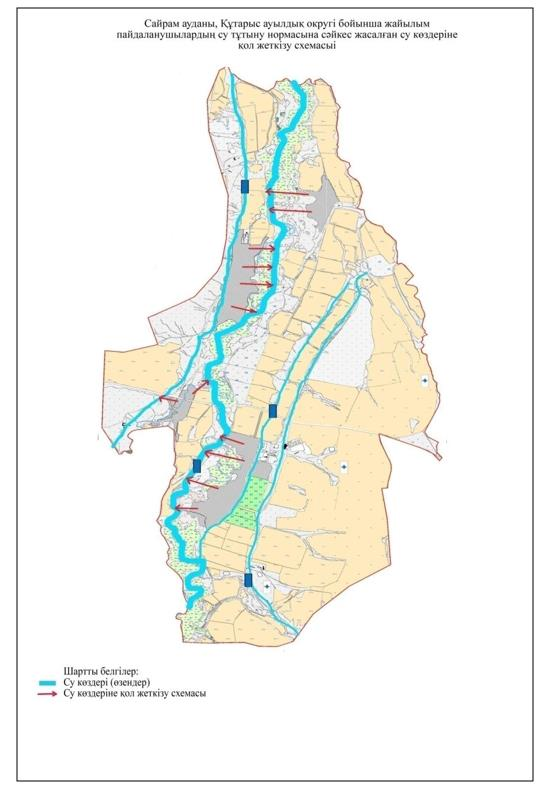 Сайрам ауданы, Құтарыс ауылдық округі бойынша жайылым
пайдаланушылардың су тұтыну нормасына сәйкес жасалған су көздеріне
қол жеткізу схемасыі
Шартты белгілер:
Су көздері (өзендер)
Су көздеріне қол жеткізу схемасы